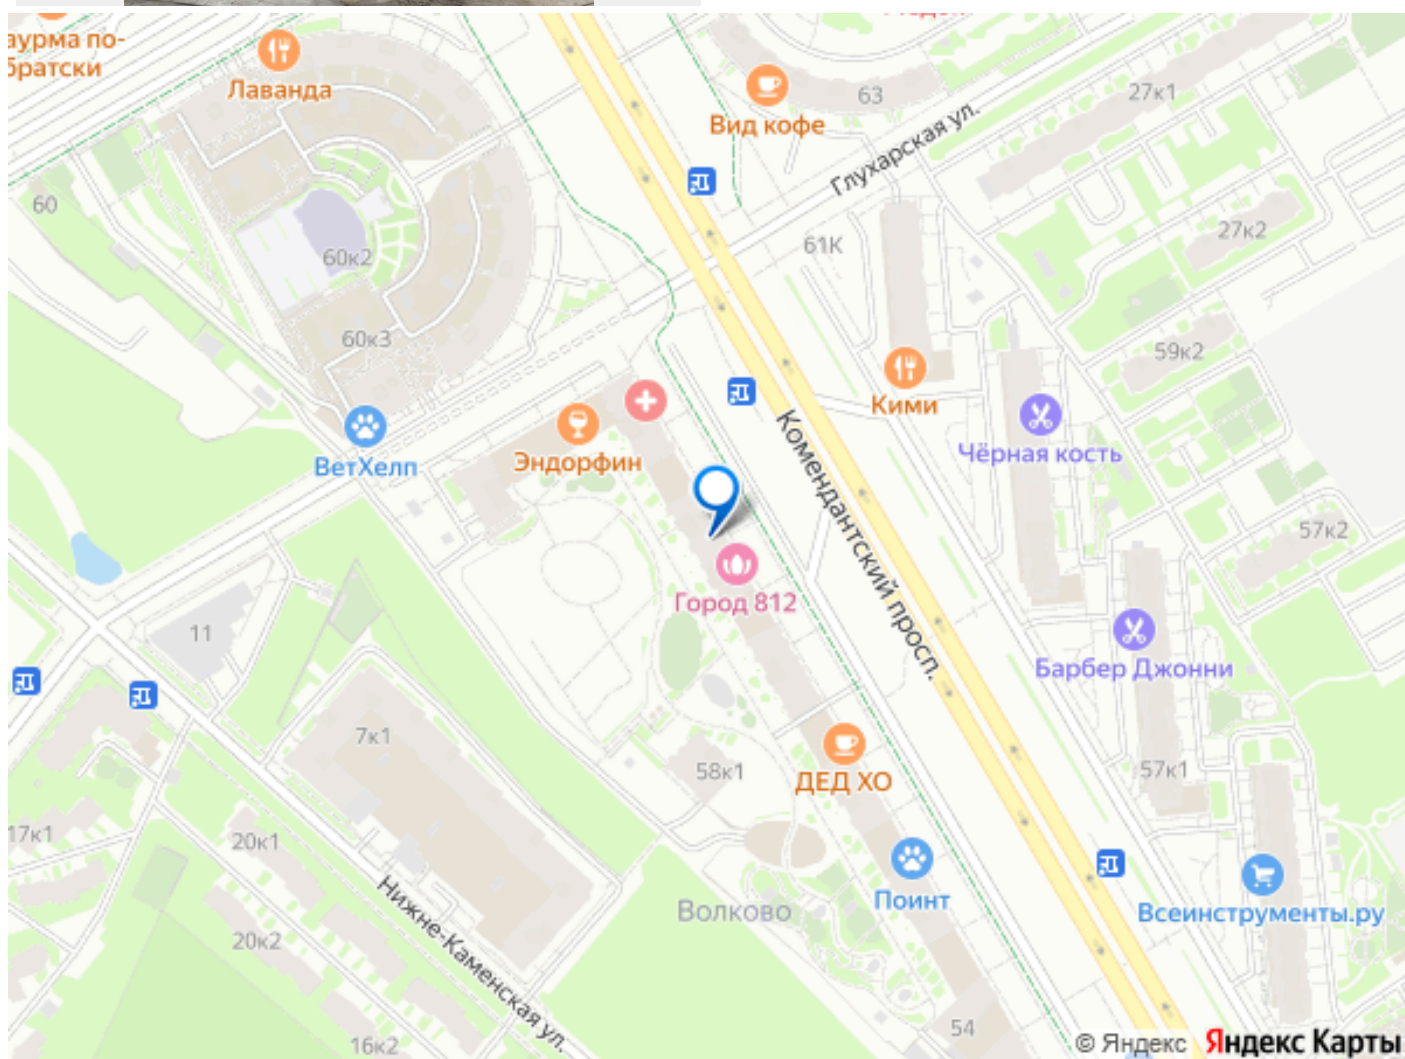 аурма по-
братски
Лаванда
Вид кофе
63
27к1
Глухарская ул.
60
60к2
61К
27к2
60к3
59к2
Кими
Чёрная кость
ВетХелп
Эндорфин
Комендантский просп.
57к2
Город 812
11
Барбер Джонни
7к1
58к1
ДЕД ХО
57к1
17к1
20к1
Поинт
Всеинструменты.ру
Волково
Нижне-Каменская ул.
20к2
54
16к2
© Яндекс Яндекс Карты